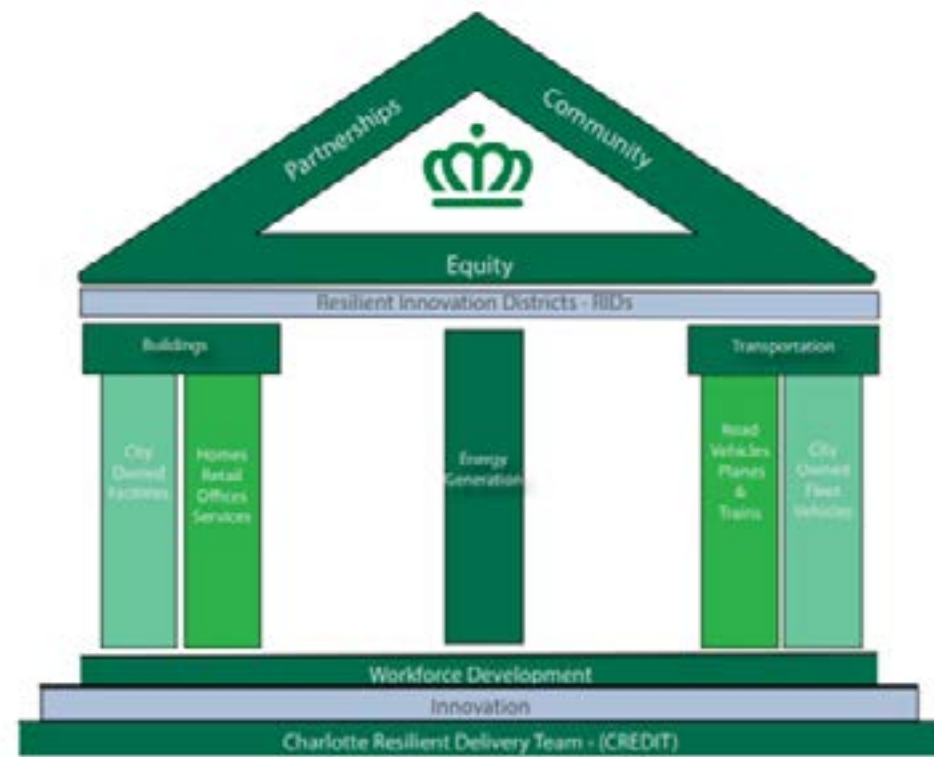 Partnerships
Community
Equity
Resilient Innovation Districts - RIDs
Buildings
Transportation
City
Owned
Facilities
Homes
Retail
Offices
Services
Energy
Generation
Road
Vehicles
Planes
&
Trains
City
Owned
Fleet
Vehicles
Workforce Development
Innovation
Charlotte Resilient Delivery Team - (CREDIT)